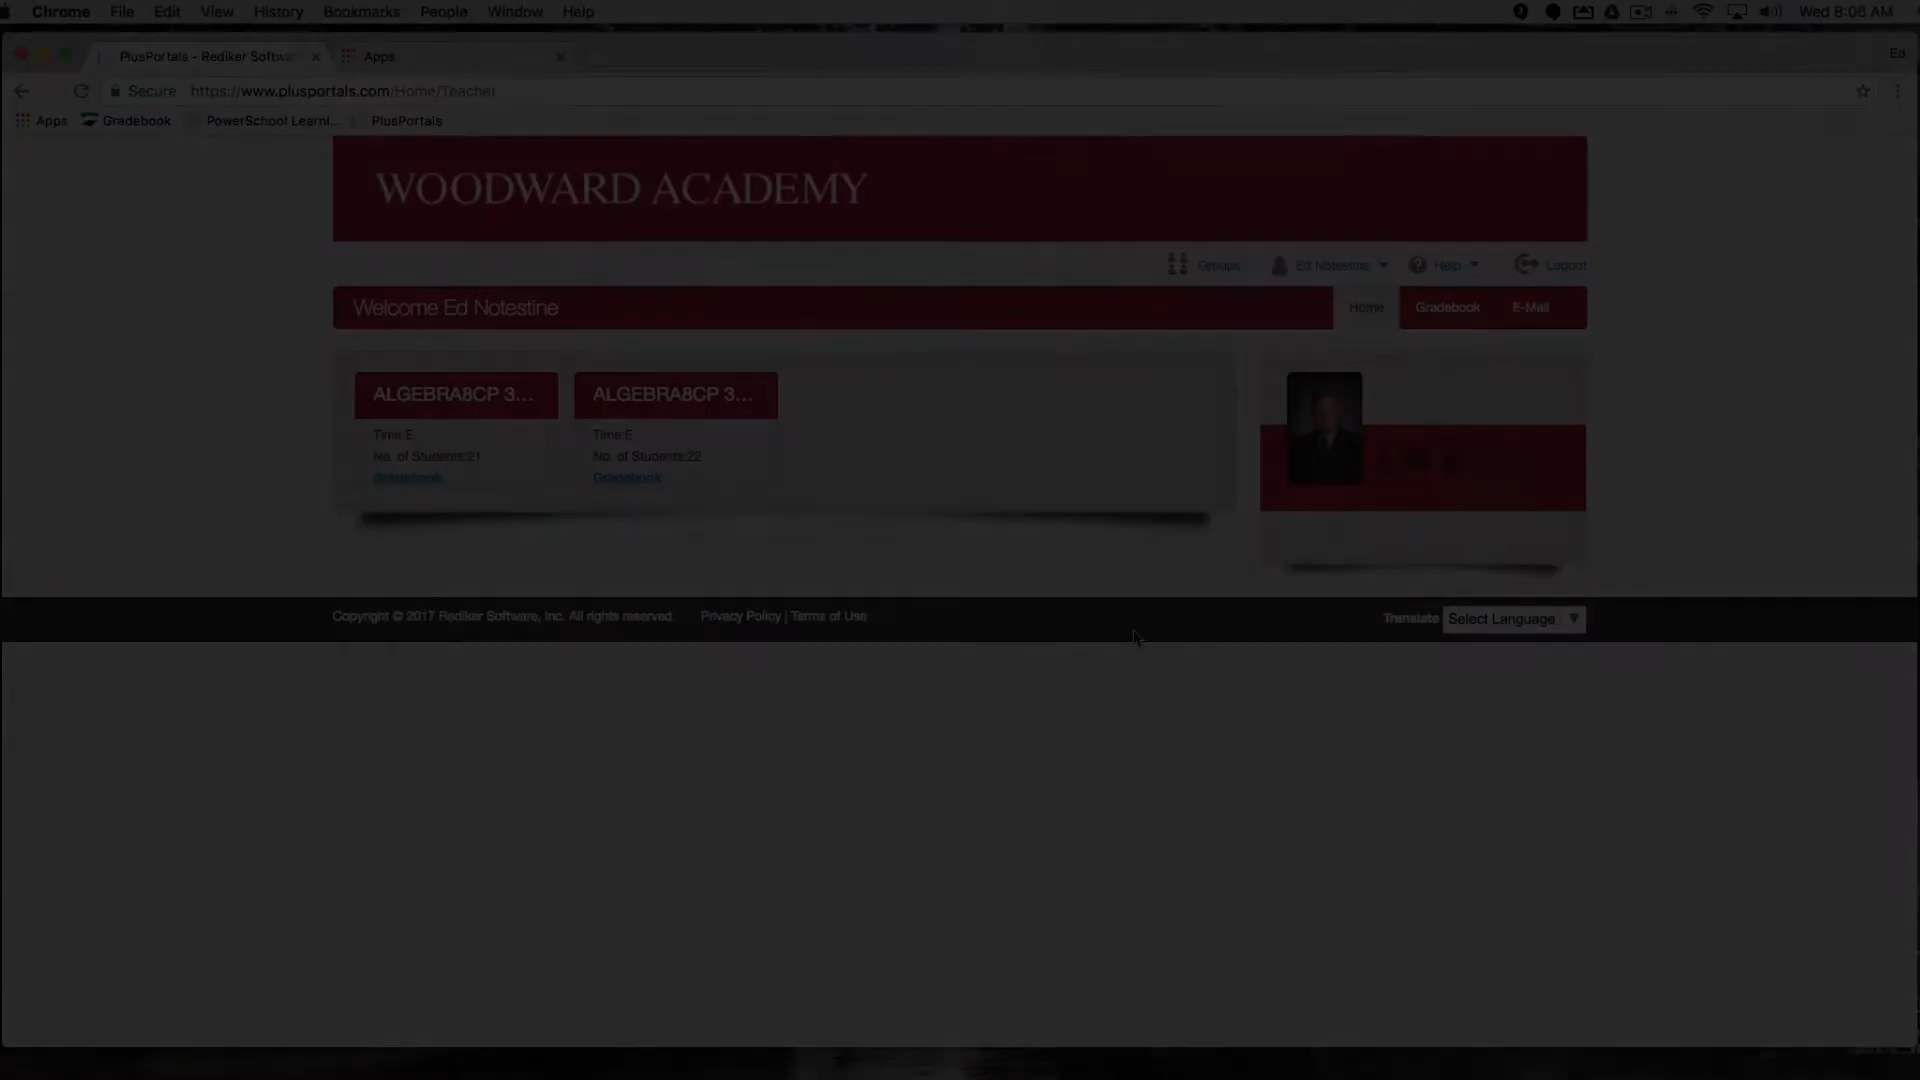 Chrome File Edit View History Bookmarks People Window Help Wed 8:06 AM
PlusPortals - Rediker Softwa Apps Ed
Secure https://www.plusportals.com/Home/Teacher
Apps Gradebook PowerSchool Learni... PlusPortals
WOODWARD ACADEMY
Groups Ed Notestine Help Logout
Welcome Ed Notestine Home Gradebook E-Mail
ALGEBRA8CP 3... ALGEBRA8CP 3...
Time:E Time:E
No. of Students:21 No. of Students:22
Gradebook Gradebook
Copyright © 2017 Rediker Software, Inc. All rights reserved. Privacy Policy | Terms of Use Translate Select Language